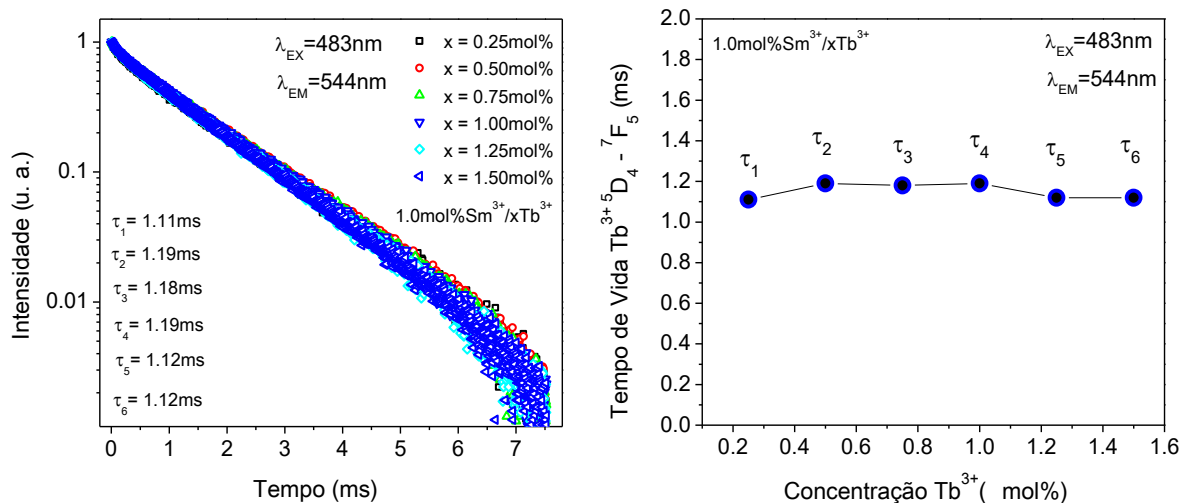 1
0.1
0.01
Intensidade (u. a.)
λ_EX=483nm
λ_EM=544nm
x = 0.25mol%
x = 0.50mol%
x = 0.75mol%
x = 1.00mol%
x = 1.25mol%
x = 1.50mol%
1.0mol%Sm³⁺/xTb³⁺
τ₁= 1.11ms
τ₂= 1.19ms
τ₃= 1.18ms
τ₄= 1.19ms
τ₅= 1.12ms
τ₆= 1.12ms
0 1 2 3 4 5 6 7
Tempo (ms)
2.0
1.8
1.6
1.4
1.2
1.0
0.8
0.6
0.4
0.2
0.0
Tempo de Vida Tb³⁺ ⁵D₄ - ⁷F₅ (ms)
1.0mol%Sm³⁺/xTb³⁺
λ_EX=483nm
λ_EM=544nm
τ₁ τ₂ τ₃ τ₄ τ₅ τ₆
0.2 0.4 0.6 0.8 1.0 1.2 1.4 1.6
Concentração Tb³⁺( mol%)